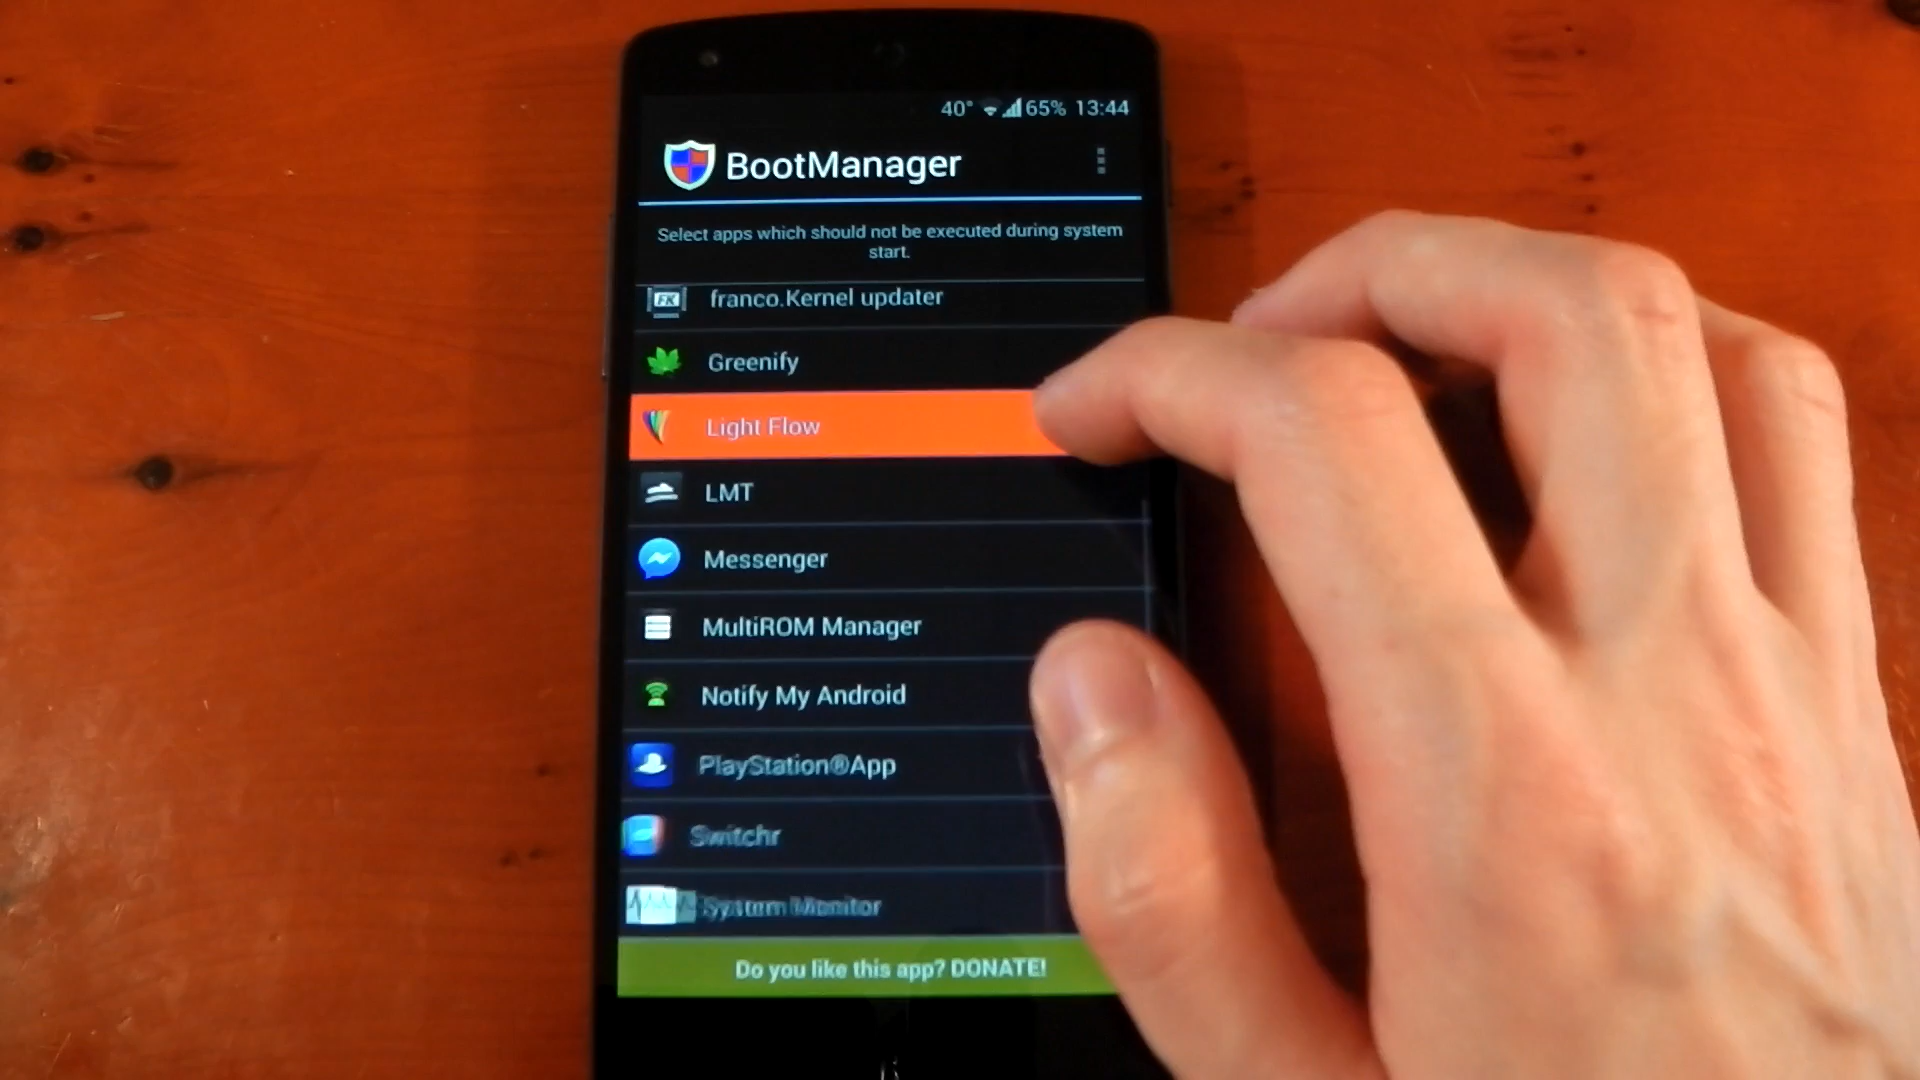 40° 65% 13:44
BootManager
Select apps which should not be executed during system
start.
FK franco.Kernel updater
Greenify
Light Flow
LMT
Messenger
MultiROM Manager
Notify My Android
PlayStation®App
Switchr
System Monitor
Do you like this app? DONATE!